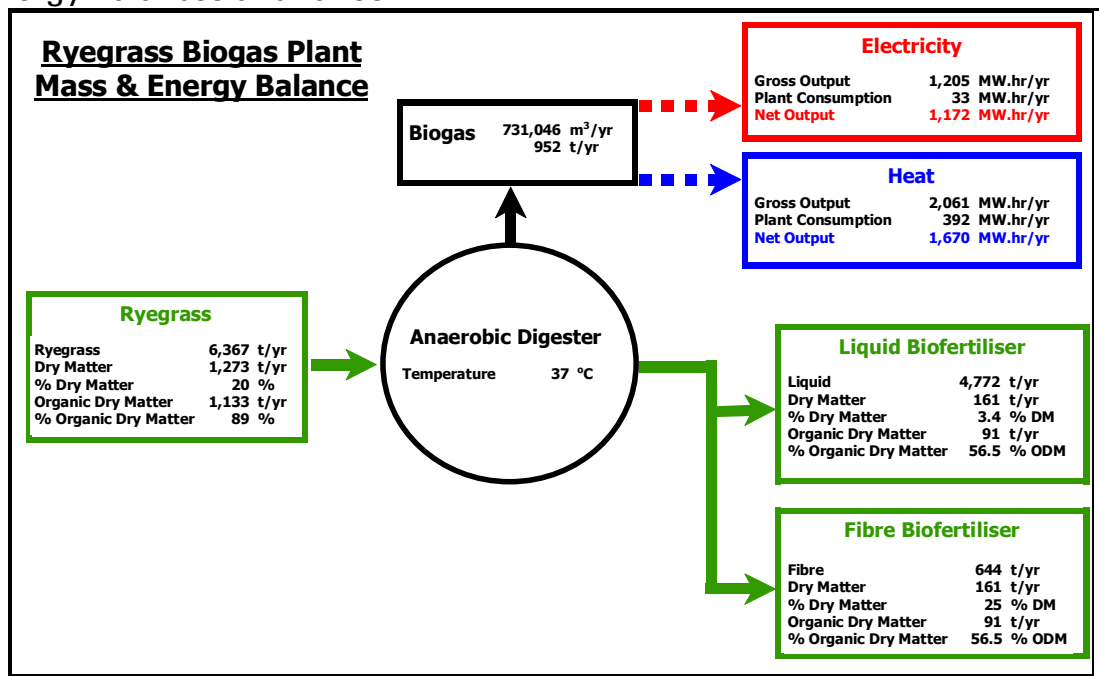 Ryegrass Biogas Plant
Mass & Energy Balance
Electricity
Gross Output 1,205 MW.hr/yr
Plant Consumption 33 MW.hr/yr
Net Output 1,172 MW.hr/yr
Biogas 731,046 m³/yr
952 t/yr
Heat
Gross Output 2,061 MW.hr/yr
Plant Consumption 392 MW.hr/yr
Net Output 1,670 MW.hr/yr
Ryegrass
Ryegrass 6,367 t/yr
Dry Matter 1,273 t/yr
% Dry Matter 20 %
Organic Dry Matter 1,133 t/yr
% Organic Dry Matter 89 %
Anaerobic Digester
Temperature 37 ºC
Liquid Biofertiliser
Liquid 4,772 t/yr
Dry Matter 161 t/yr
% Dry Matter 3.4 % DM
Organic Dry Matter 91 t/yr
% Organic Dry Matter 56.5 % ODM
Fibre Biofertiliser
Fibre 644 t/yr
Dry Matter 161 t/yr
% Dry Matter 25 % DM
Organic Dry Matter 91 t/yr
% Organic Dry Matter 56.5 % ODM